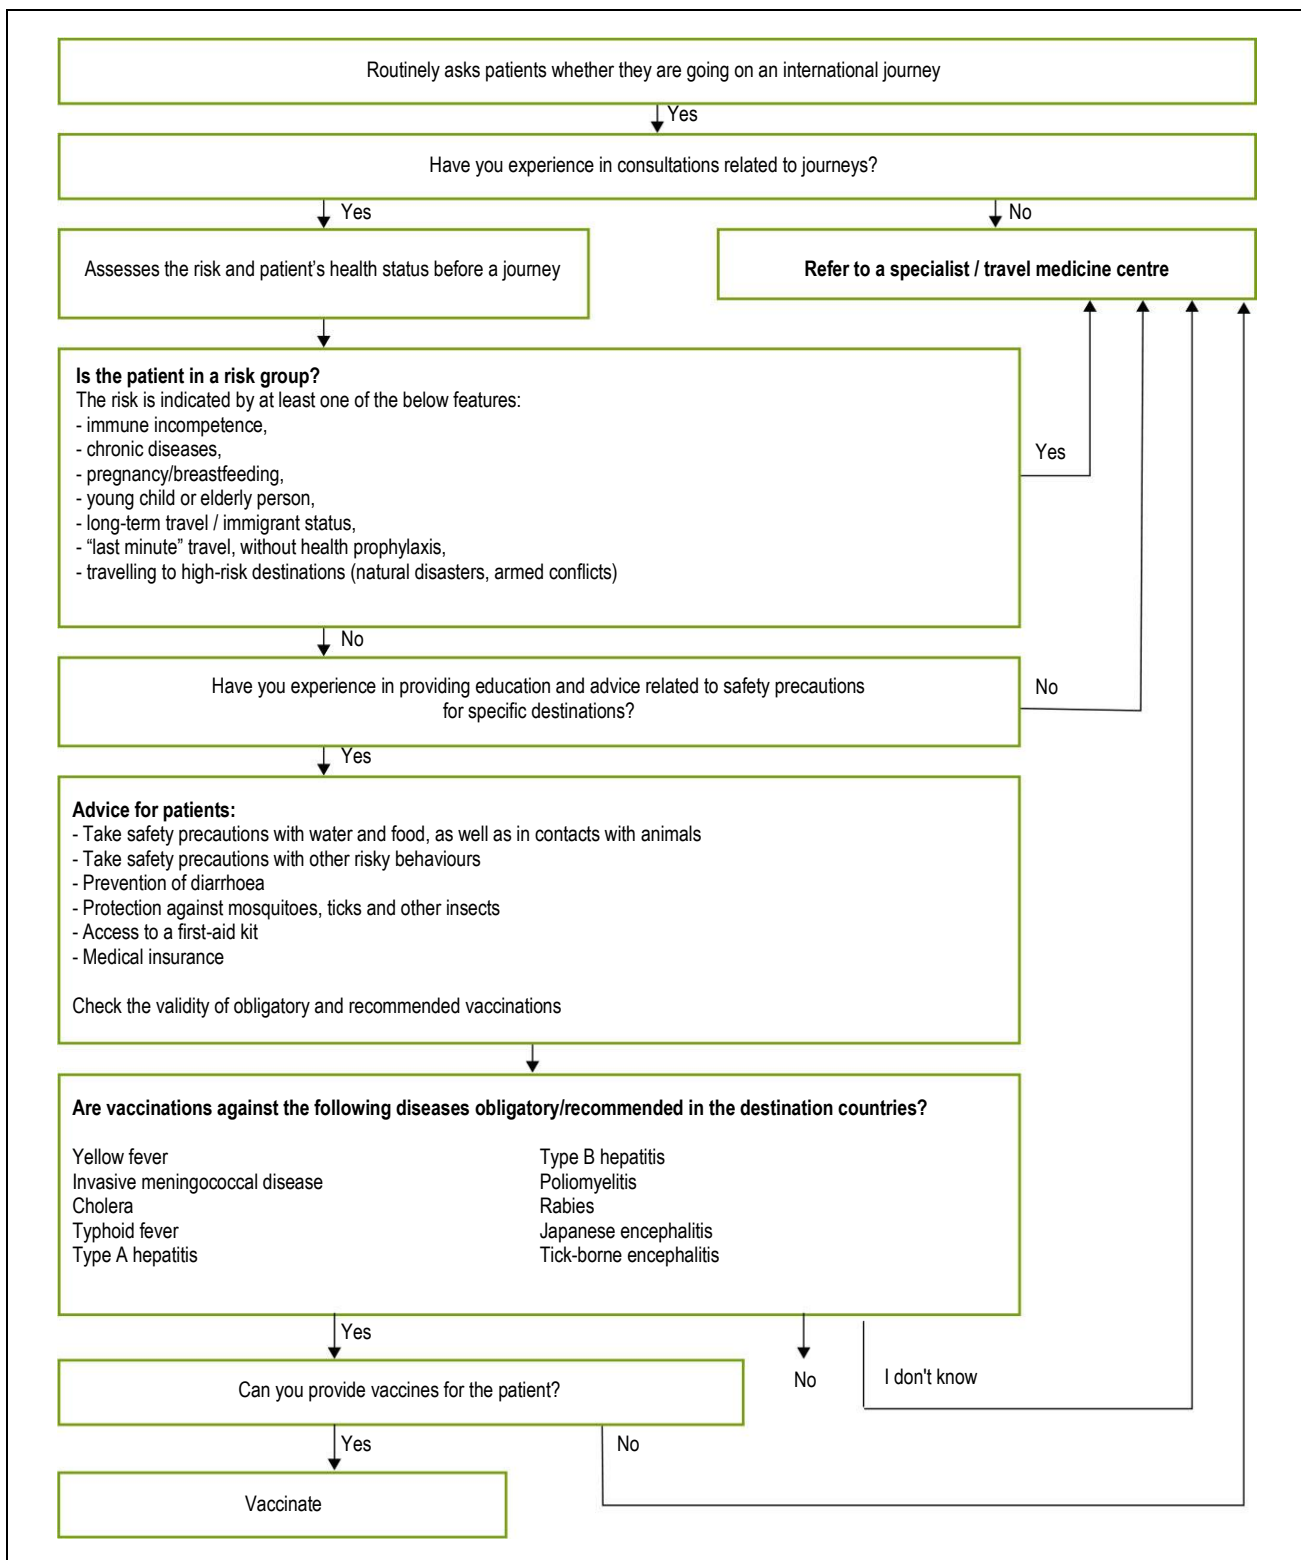 Routinely asks patients whether they are going on an international journey
Yes
Have you experience in consultations related to journeys?
Yes
No
Assesses the risk and patient's health status before a journey
Refer to a specialist / travel medicine centre
Is the patient in a risk group?
The risk is indicated by at least one of the below features:
- immune incompetence,
- chronic diseases,
- pregnancy/breastfeeding,
- young child or elderly person,
- long-term travel / immigrant status,
- “last minute” travel, without health prophylaxis,
- travelling to high-risk destinations (natural disasters, armed conflicts)
Yes
No
Have you experience in providing education and advice related to safety precautions
for specific destinations?
No
Yes
Advice for patients:
- Take safety precautions with water and food, as well as in contacts with animals
- Take safety precautions with other risky behaviours
- Prevention of diarrhoea
- Protection against mosquitoes, ticks and other insects
- Access to a first-aid kit
- Medical insurance
Check the validity of obligatory and recommended vaccinations
Are vaccinations against the following diseases obligatory/recommended in the destination countries?
Yellow fever
Invasive meningococcal disease
Cholera
Typhoid fever
Type A hepatitis
Type B hepatitis
Poliomyelitis
Rabies
Japanese encephalitis
Tick-borne encephalitis
Yes
No
I don't know
Can you provide vaccines for the patient?
Yes
No
Vaccinate